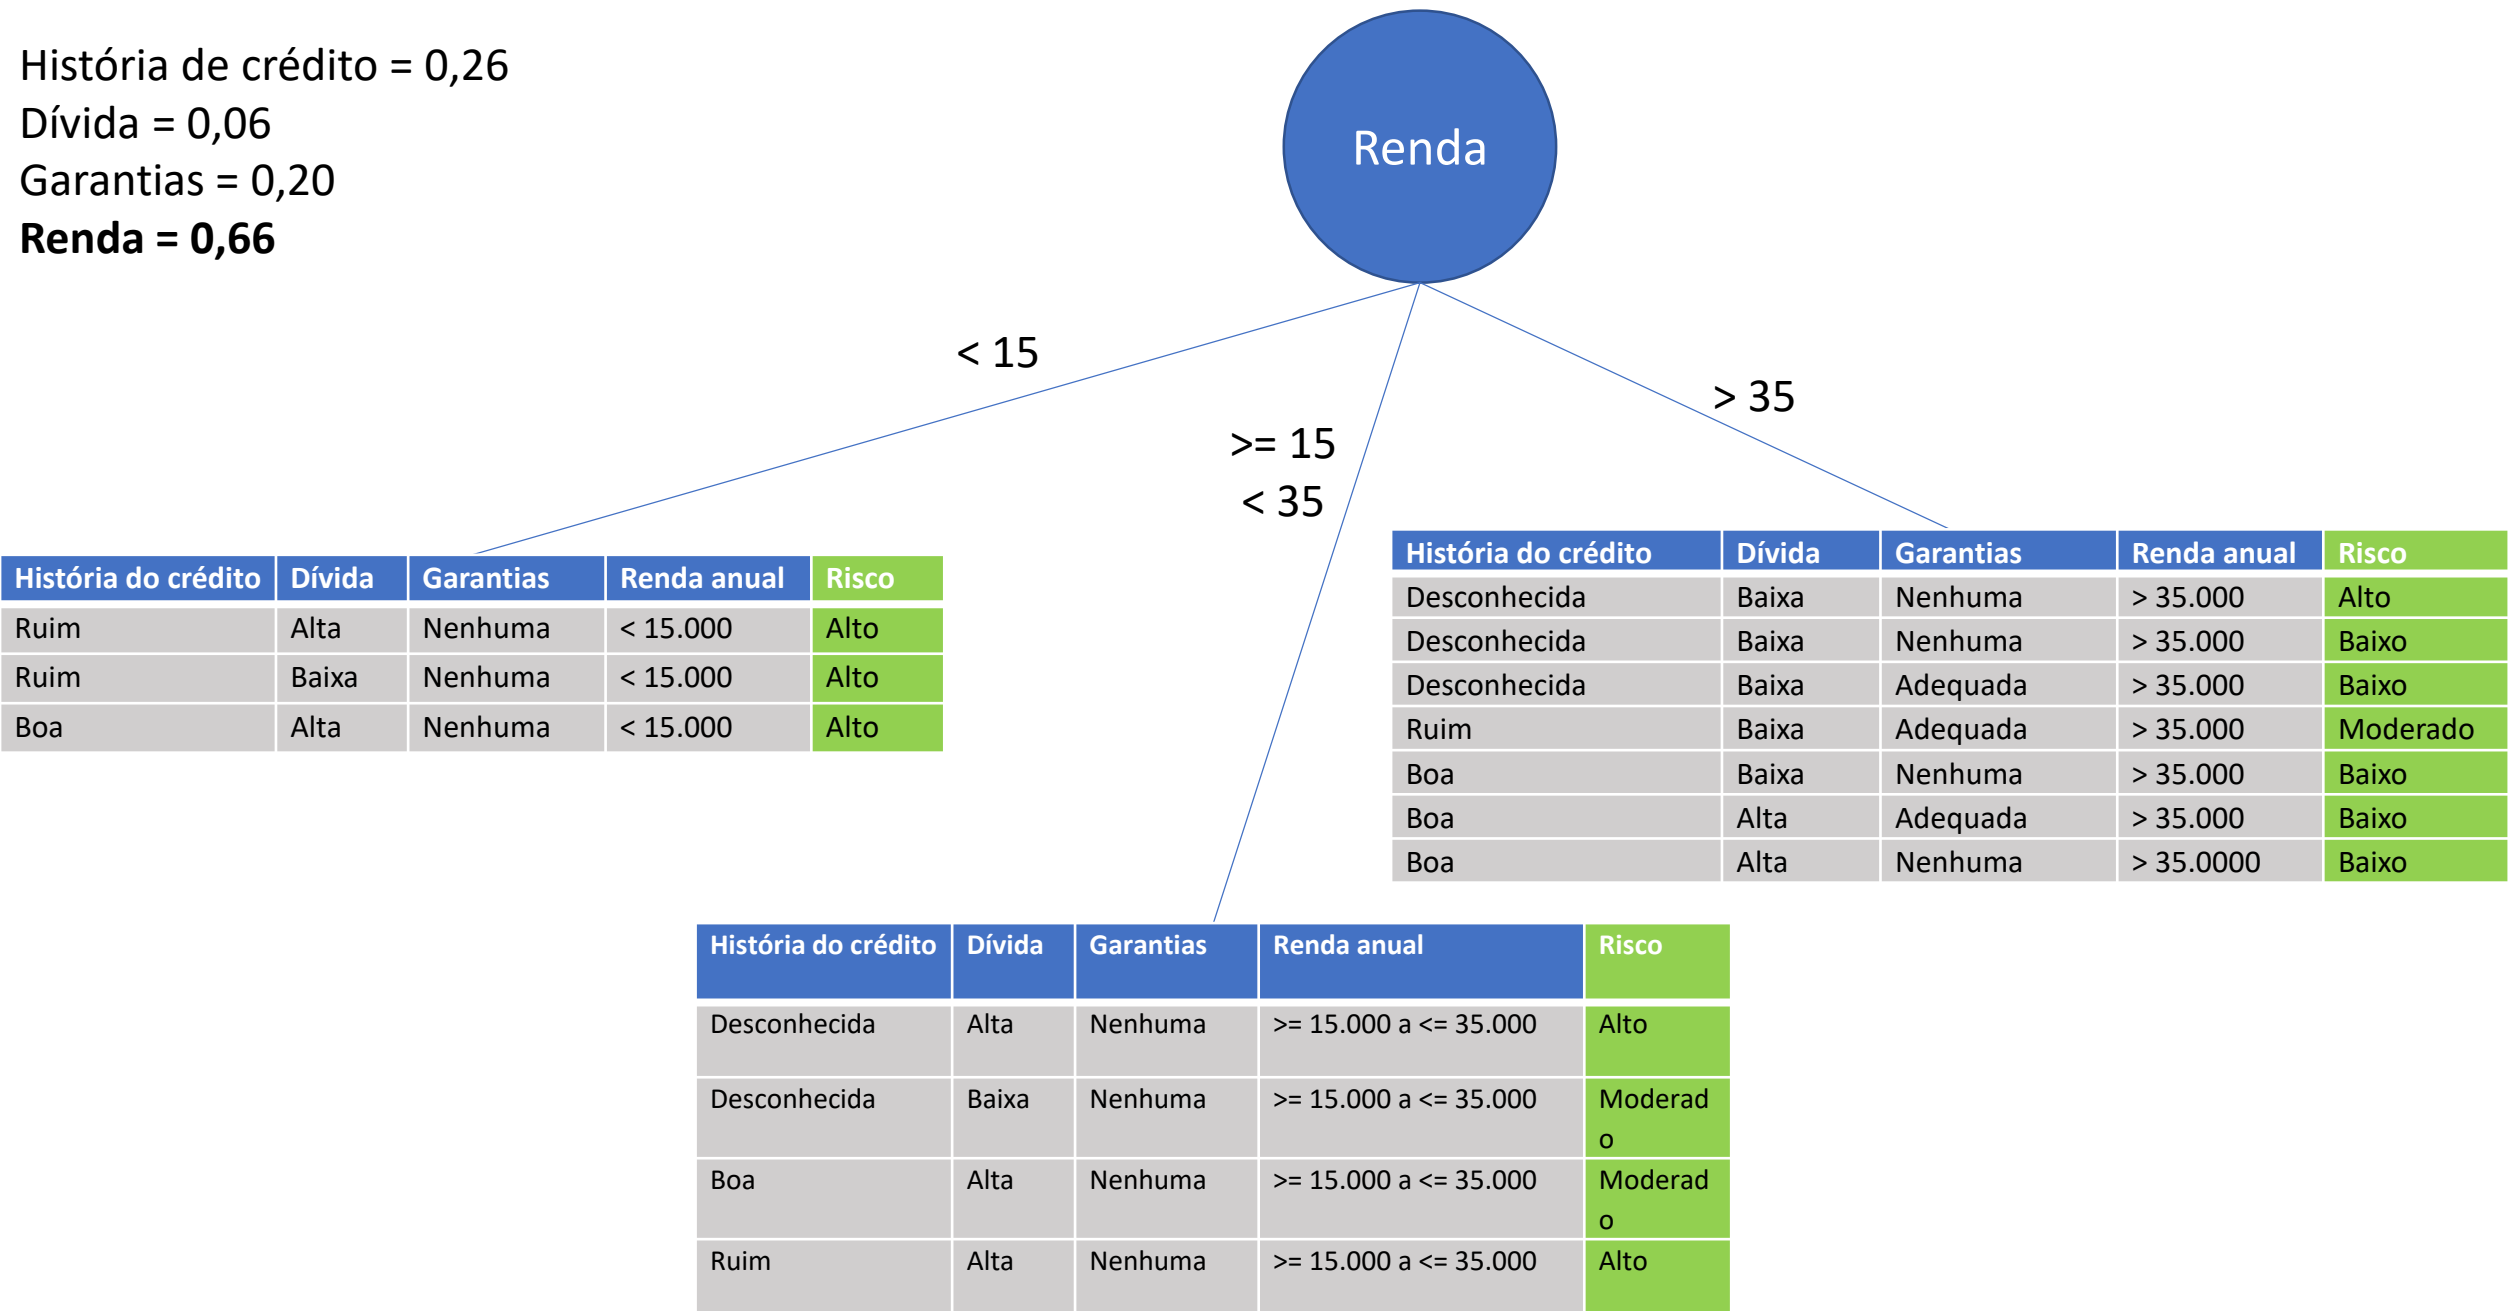 História de crédito = 0,26
Dívida = 0,06
Garantias = 0,20
Renda = 0,66
Renda
< 15
>= 15
< 35
> 35
História do crédito Dívida Garantias Renda anual Risco
Ruim Alta Nenhuma < 15.000 Alto
Ruim Baixa Nenhuma < 15.000 Alto
Boa Alta Nenhuma < 15.000 Alto
História do crédito Dívida Garantias Renda anual Risco
Desconhecida Baixa Nenhuma > 35.000 Alto
Desconhecida Baixa Nenhuma > 35.000 Baixo
Desconhecida Baixa Adequada > 35.000 Baixo
Ruim Baixa Adequada > 35.000 Moderado
Boa Baixa Nenhuma > 35.000 Baixo
Boa Alta Adequada > 35.000 Baixo
Boa Alta Nenhuma > 35.0000 Baixo
História do crédito Dívida Garantias Renda anual Risco
Desconhecida Alta Nenhuma >= 15.000 a <= 35.000 Alto
Desconhecida Baixa Nenhuma >= 15.000 a <= 35.000 Moderad
o
Boa Alta Nenhuma >= 15.000 a <= 35.000 Moderad
o
Ruim Alta Nenhuma >= 15.000 a <= 35.000 Alto